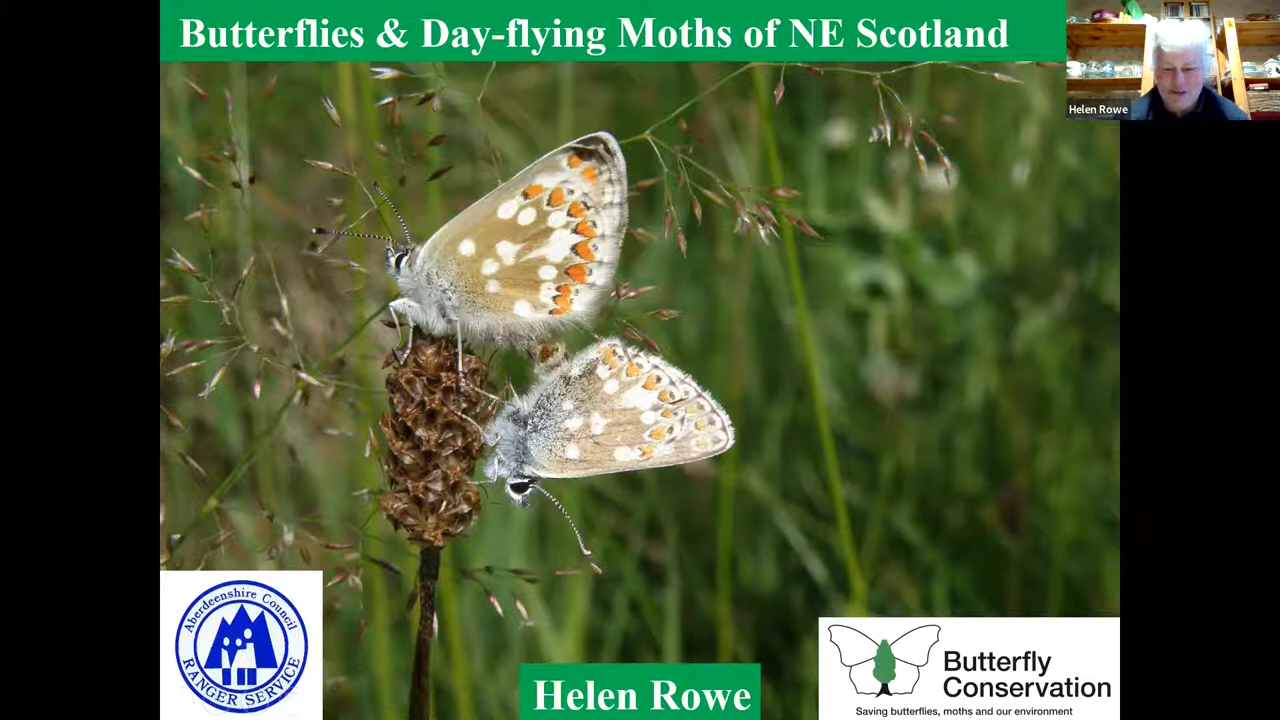 Butterflies & Day-flying Moths of NE Scotland
Helen Rowe
Aberdeenshire Council
RANGER SERVICE
Helen Rowe
Butterfly
Conservation
Saving butterflies, moths and our environment